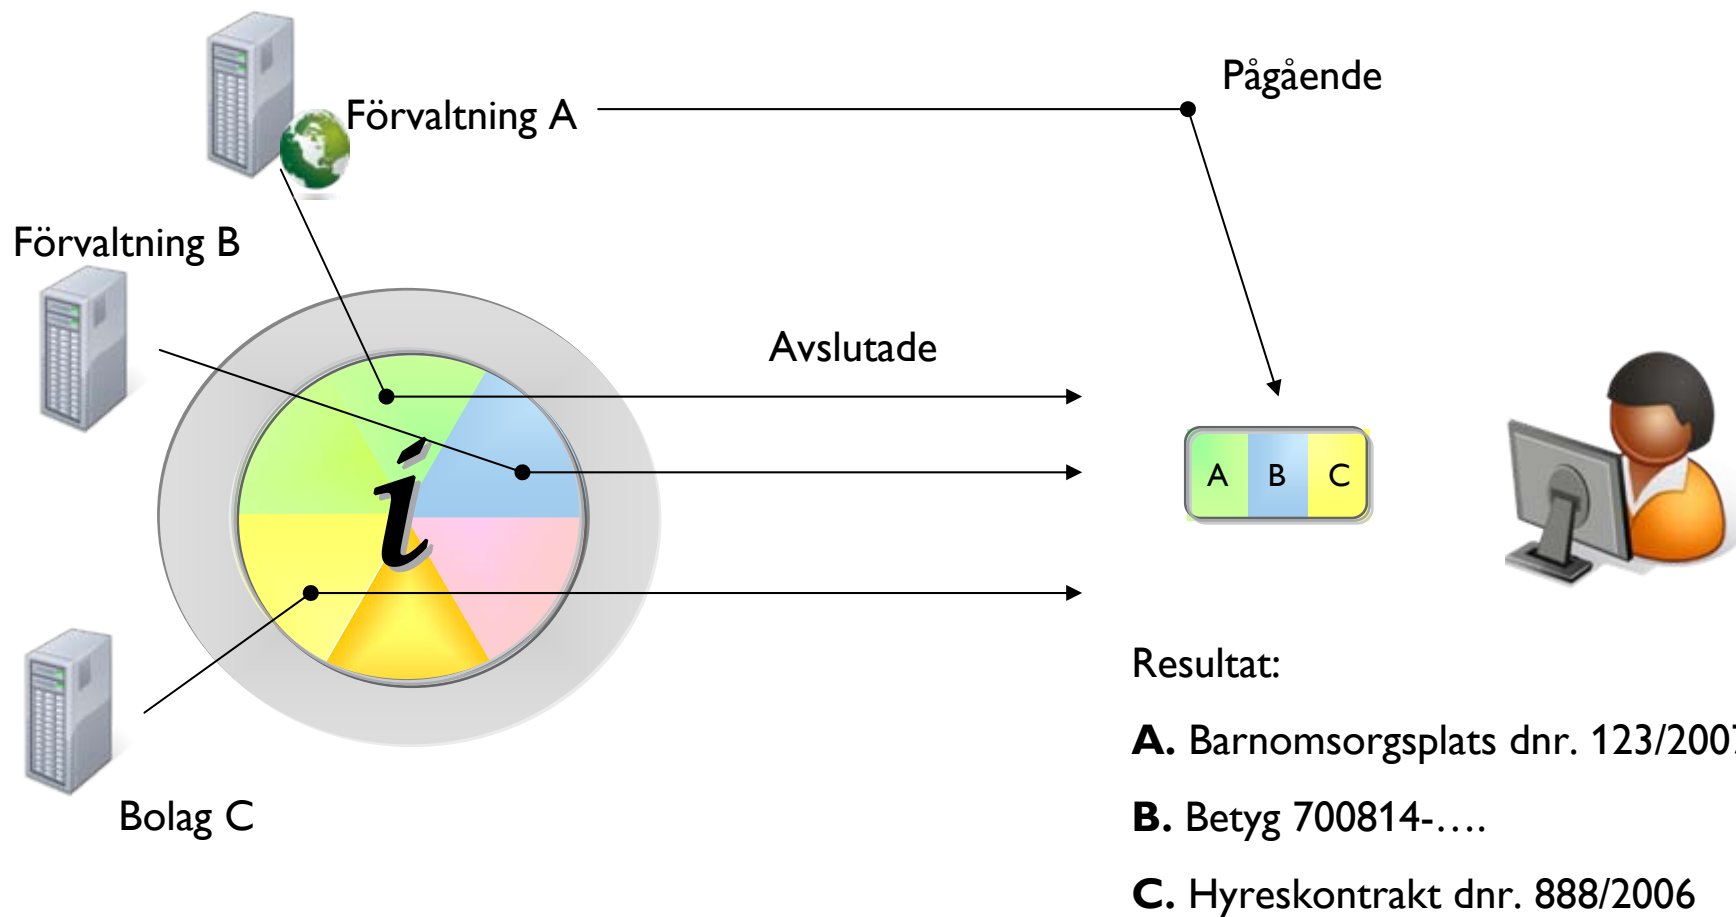 Pågående
Förvaltning A
Förvaltning B
Avslutade
i
A B C
Resultat:
A. Barnomsorgsplats dnr. 123/200
B. Betyg 700814-….
Bolag C
C. Hyreskontrakt dnr. 888/2006